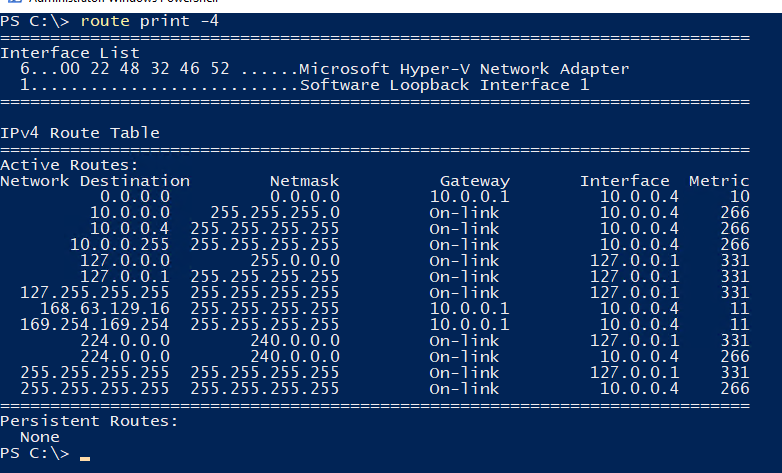 Administrator: Windows PowerShell
PS C:\> route print -4
===========================================================================
Interface List
  6...00 22 48 32 46 52 ......Microsoft Hyper-V Network Adapter
  1...........................Software Loopback Interface 1
===========================================================================
IPv4 Route Table
===========================================================================
Active Routes:
Network Destination        Netmask          Gateway       Interface  Metric
          0.0.0.0          0.0.0.0         10.0.0.1         10.0.0.4     10
         10.0.0.0    255.255.255.0         On-link          10.0.0.4    266
         10.0.0.4  255.255.255.255         On-link          10.0.0.4    266
       10.0.0.255  255.255.255.255         On-link          10.0.0.4    266
        127.0.0.0        255.0.0.0         On-link         127.0.0.1    331
        127.0.0.1  255.255.255.255         On-link         127.0.0.1    331
  127.255.255.255  255.255.255.255         On-link         127.0.0.1    331
    168.63.129.16  255.255.255.255         10.0.0.1         10.0.0.4     11
  169.254.169.254  255.255.255.255         10.0.0.1         10.0.0.4     11
        224.0.0.0        240.0.0.0         On-link         127.0.0.1    331
        224.0.0.0        240.0.0.0         On-link          10.0.0.4    266
  255.255.255.255  255.255.255.255         On-link         127.0.0.1    331
  255.255.255.255  255.255.255.255         On-link          10.0.0.4    266
===========================================================================
Persistent Routes:
  None
PS C:\> _